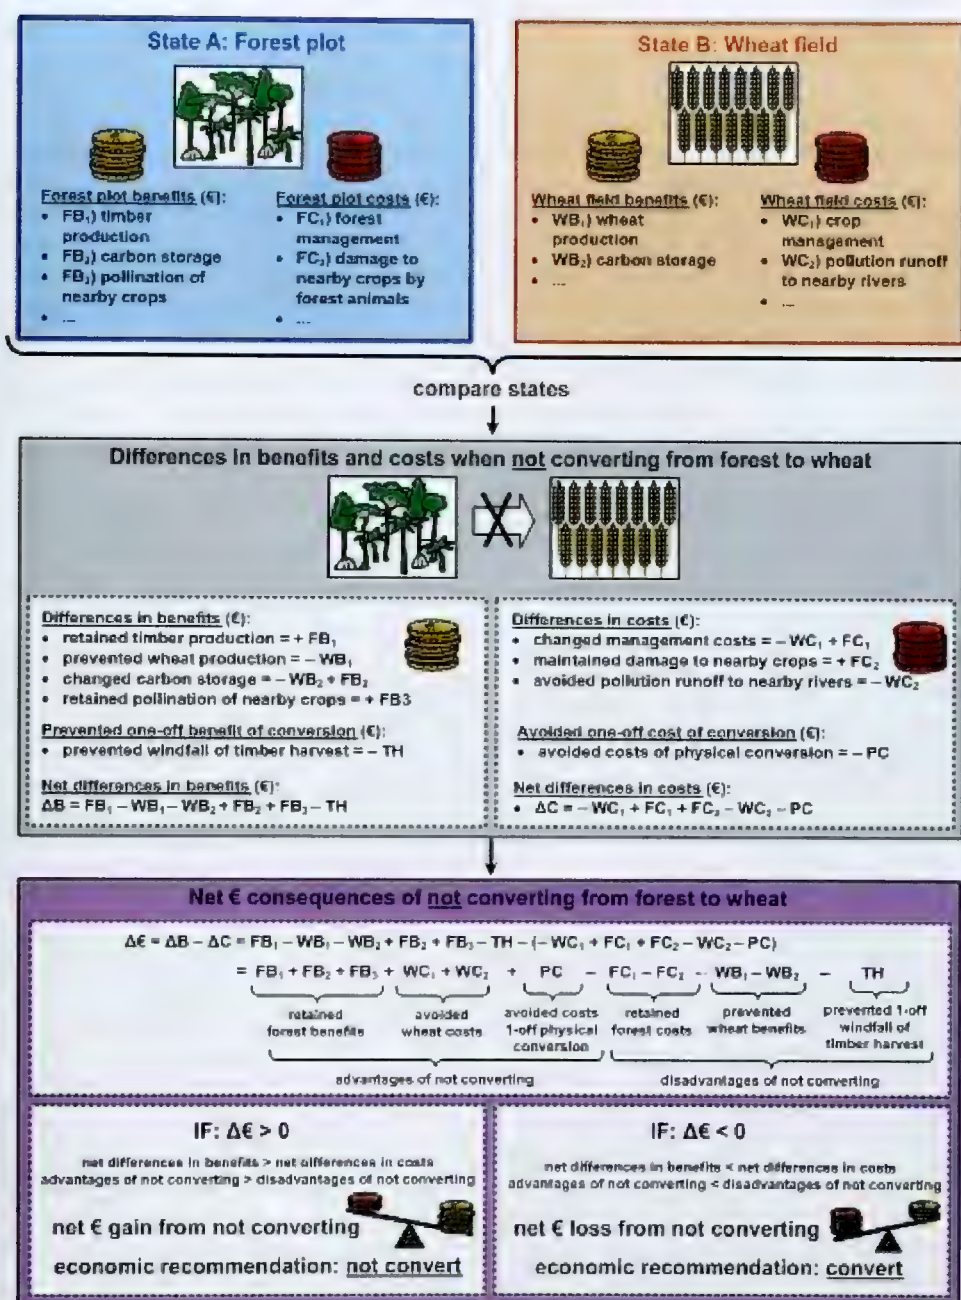 State A: Forest plot
Forest plot benefits (€):
• FB₁) timber
production
• FB₂) carbon storage
• FB₃) pollination of
nearby crops
• ...
Forest plot costs (€):
• FC₁) forest
management
• FC₂) damage to
nearby crops by
forest animals
• ...
State B: Wheat field
Wheat field benefits (€):
• WB₁) wheat
production
• WB₂) carbon storage
• ...
Wheat field costs (€):
• WC₁) crop
management
• WC₂) pollution runoff
to nearby rivers
• ...
compare states
Differences in benefits and costs when not converting from forest to wheat
Differences in benefits (€):
• retained timber production = + FB₁
• prevented wheat production = – WB₁
• changed carbon storage = – WB₂ + FB₂
• retained pollination of nearby crops = + FB3
Prevented one-off benefit of conversion (€):
• prevented windfall of timber harvest = – TH
Net differences in benefits (€):
ΔB = FB₁ – WB₁ – WB₂ + FB₂ + FB₃ – TH
Differences in costs (€):
• changed management costs = – WC₁ + FC₁
• maintained damage to nearby crops = + FC₂
• avoided pollution runoff to nearby rivers = – WC₂
Avoided one-off cost of conversion (€):
• avoided costs of physical conversion = – PC
Net differences in costs (€):
• ΔC = – WC₁ + FC₁ + FC₂ – WC₂ – PC
Net € consequences of not converting from forest to wheat
Δ€ = ΔB – ΔC = FB₁ – WB₁ – WB₂ + FB₂ + FB₃ – TH – (– WC₁ + FC₁ + FC₂ – WC₂ – PC)
= FB₁ + FB₂ + FB₃ + WC₁ + WC₂ + PC – FC₁ – FC₂ – WB₁ – WB₂ – TH
retained
forest benefits
avoided
wheat costs
avoided costs
1-off physical
conversion
retained
forest costs
prevented
wheat benefits
prevented 1-off
windfall of
timber harvest
advantages of not converting
disadvantages of not converting
IF: Δ€ > 0
net differences in benefits > net differences in costs
advantages of not converting > disadvantages of not converting
net € gain from not converting
economic recommendation: not convert
IF: Δ€ < 0
net differences in benefits < net differences in costs
advantages of not converting < disadvantages of not converting
net € loss from not converting
economic recommendation: convert